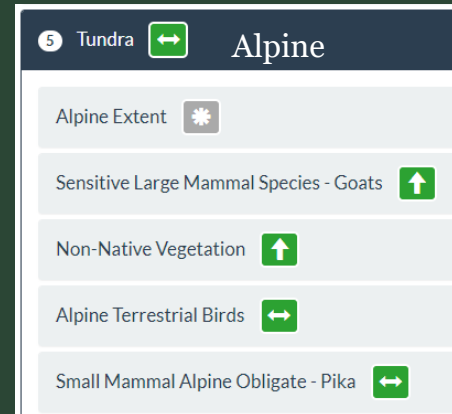 5 Tundra Alpine
Alpine Extent
Sensitive Large Mammal Species - Goats
Non-Native Vegetation
Alpine Terrestrial Birds
Small Mammal Alpine Obligate - Pika